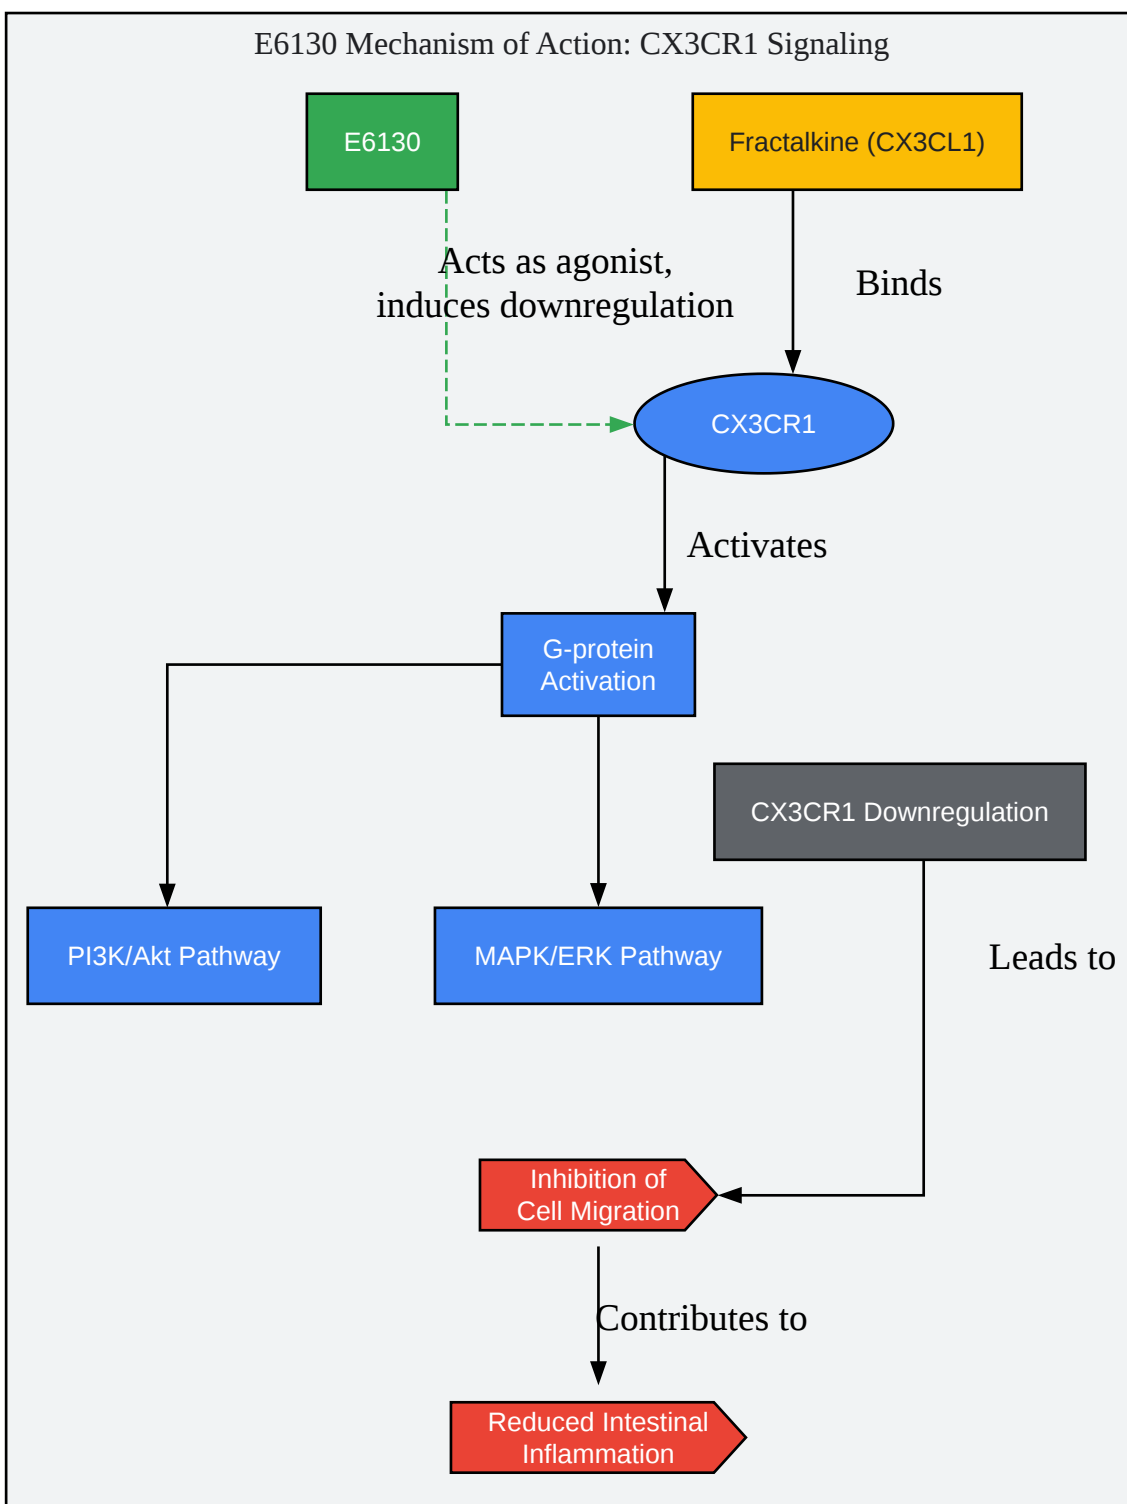 E6130 Mechanism of Action: CX3CR1 Signaling
E6130
Fractalkine (CX3CL1)
Acts as agonist,
induces downregulation
Binds
CX3CR1
Activates
G-protein
Activation
CX3CR1 Downregulation
PI3K/Akt Pathway
MAPK/ERK Pathway
Leads to
Inhibition of
Cell Migration
Contributes to
Reduced Intestinal
Inflammation